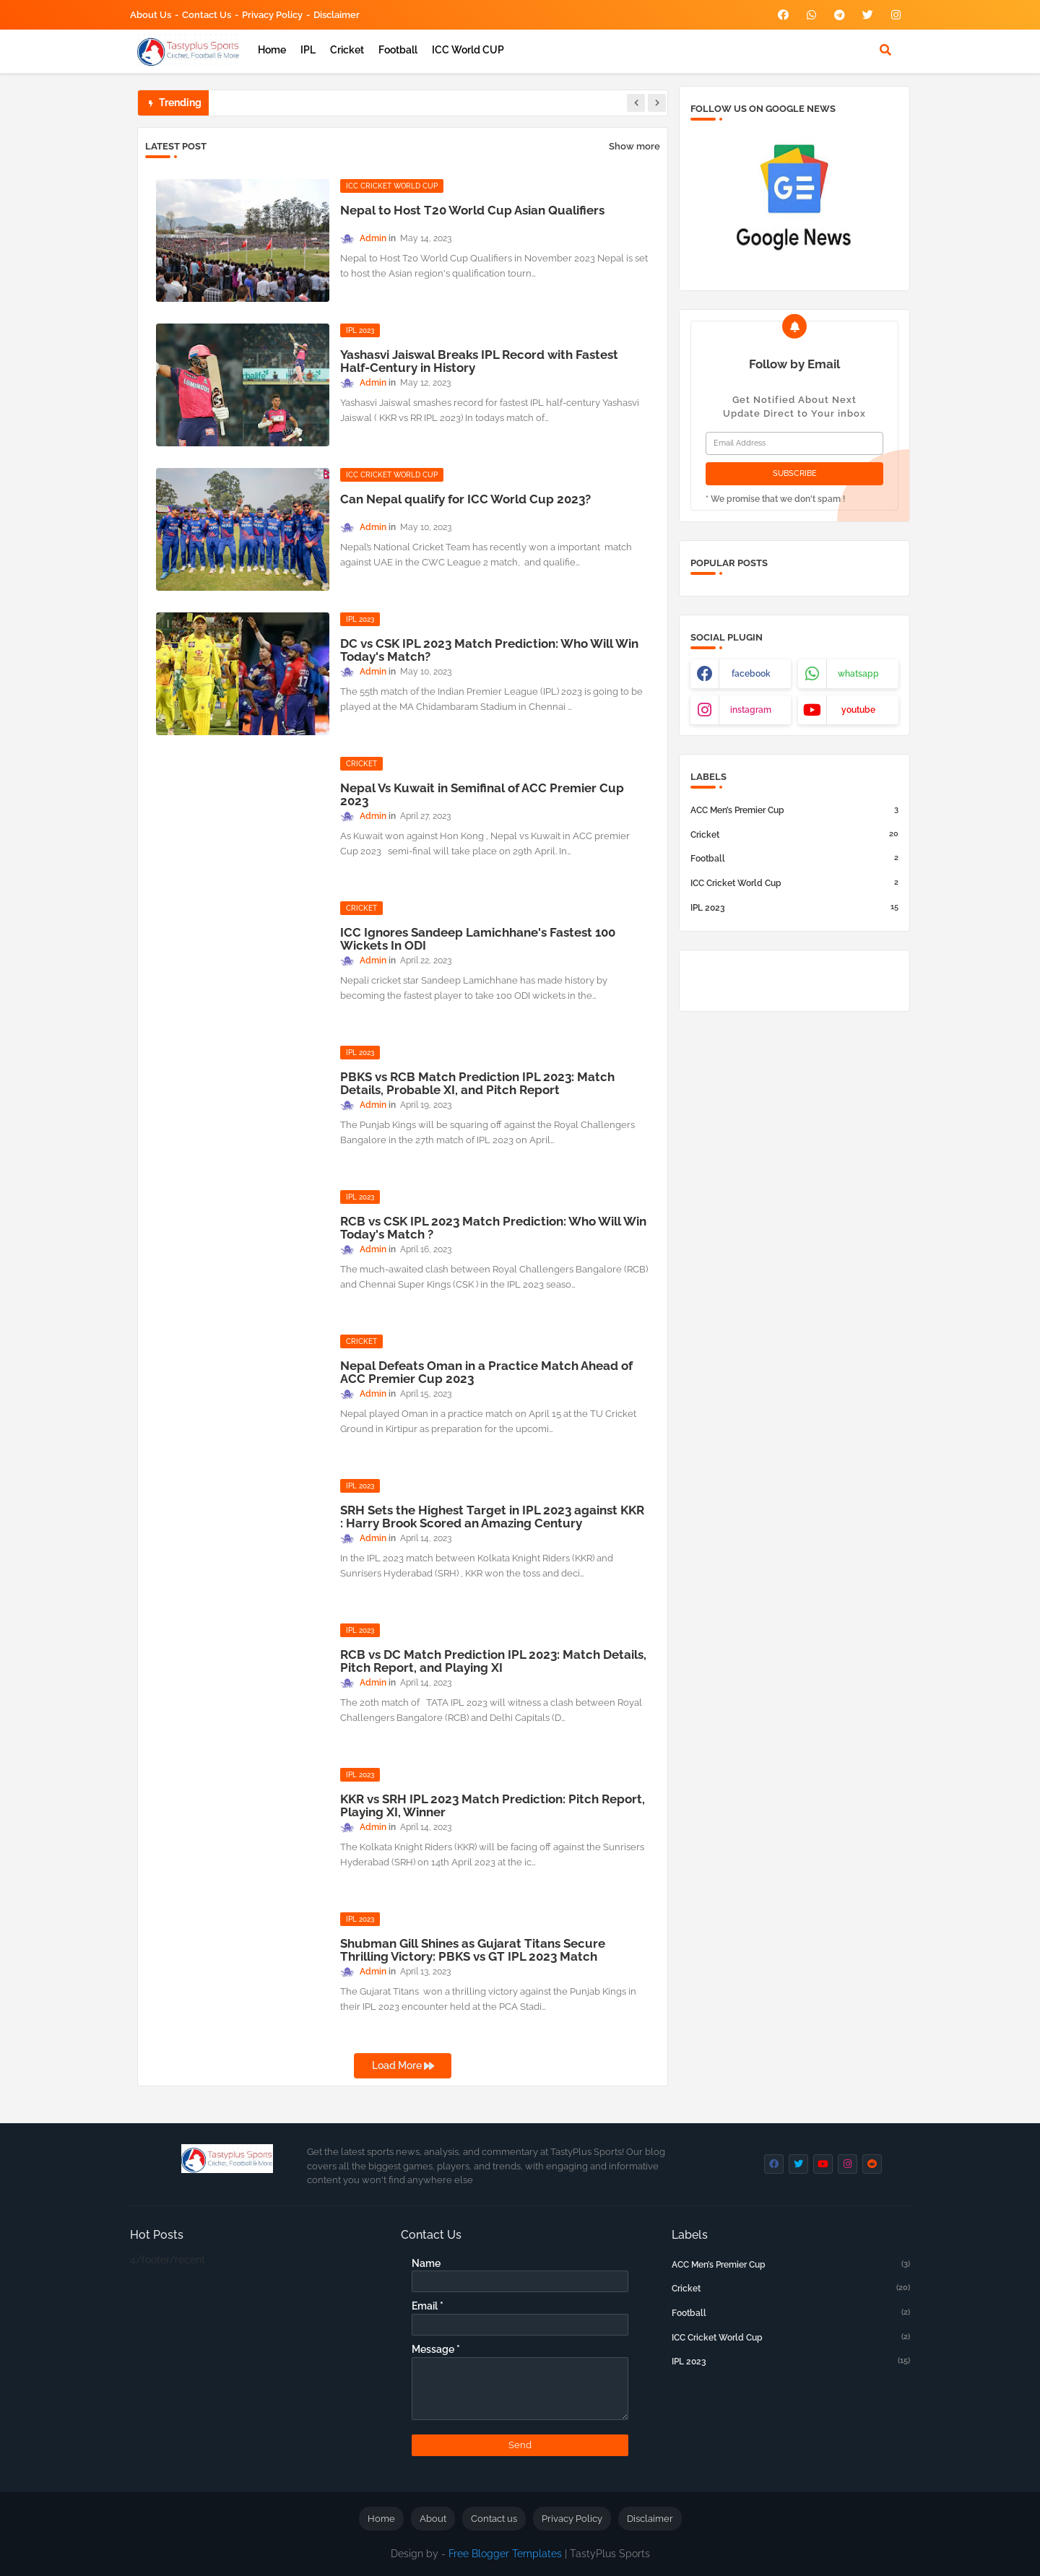 About Us - Contact Us - Privacy Policy - Disclaimer
Tastyplus Sports
Cricket, Football & More
Home IPL Cricket Football ICC World CUP
Trending
LATEST POST
Show more
ICC CRICKET WORLD CUP
Nepal to Host T20 World Cup Asian Qualifiers
Admin in May 14, 2023
Nepal to Host T20 World Cup Qualifiers in November 2023 Nepal is set
to host the Asian region's qualification tourn…
IPL 2023
Yashasvi Jaiswal Breaks IPL Record with Fastest
Half-Century in History
Admin in May 12, 2023
Yashasvi Jaiswal smashes record for fastest IPL half-century Yashasvi
Jaiswal ( KKR vs RR IPL 2023) In todays match of…
ICC CRICKET WORLD CUP
Can Nepal qualify for ICC World Cup 2023?
Admin in May 10, 2023
Nepal's National Cricket Team has recently won a important match
against UAE in the CWC League 2 match, and qualifie…
IPL 2023
DC vs CSK IPL 2023 Match Prediction: Who Will Win
Today's Match?
Admin in May 10, 2023
The 55th match of the Indian Premier League (IPL) 2023 is going to be
played at the MA Chidambaram Stadium in Chennai …
CRICKET
Nepal Vs Kuwait in Semifinal of ACC Premier Cup
2023
Admin in April 27, 2023
As Kuwait won against Hon Kong , Nepal vs Kuwait in ACC premier
Cup 2023 semi-final will take place on 29th April. In…
CRICKET
ICC Ignores Sandeep Lamichhane's Fastest 100
Wickets In ODI
Admin in April 22, 2023
Nepali cricket star Sandeep Lamichhane has made history by
becoming the fastest player to take 100 ODI wickets in the…
IPL 2023
PBKS vs RCB Match Prediction IPL 2023: Match
Details, Probable XI, and Pitch Report
Admin in April 19, 2023
The Punjab Kings will be squaring off against the Royal Challengers
Bangalore in the 27th match of IPL 2023 on April…
IPL 2023
RCB vs CSK IPL 2023 Match Prediction: Who Will Win
Today's Match ?
Admin in April 16, 2023
The much-awaited clash between Royal Challengers Bangalore (RCB)
and Chennai Super Kings (CSK ) in the IPL 2023 seaso…
CRICKET
Nepal Defeats Oman in a Practice Match Ahead of
ACC Premier Cup 2023
Admin in April 15, 2023
Nepal played Oman in a practice match on April 15 at the TU Cricket
Ground in Kirtipur as preparation for the upcomi…
IPL 2023
SRH Sets the Highest Target in IPL 2023 against KKR
: Harry Brook Scored an Amazing Century
Admin in April 14, 2023
In the IPL 2023 match between Kolkata Knight Riders (KKR) and
Sunrisers Hyderabad (SRH) , KKR won the toss and deci…
IPL 2023
RCB vs DC Match Prediction IPL 2023: Match Details,
Pitch Report, and Playing XI
Admin in April 14, 2023
The 20th match of TATA IPL 2023 will witness a clash between Royal
Challengers Bangalore (RCB) and Delhi Capitals (D…
IPL 2023
KKR vs SRH IPL 2023 Match Prediction: Pitch Report,
Playing XI, Winner
Admin in April 14, 2023
The Kolkata Knight Riders (KKR) will be facing off against the Sunrisers
Hyderabad (SRH) on 14th April 2023 at the ic…
IPL 2023
Shubman Gill Shines as Gujarat Titans Secure
Thrilling Victory: PBKS vs GT IPL 2023 Match
Admin in April 13, 2023
The Gujarat Titans won a thrilling victory against the Punjab Kings in
their IPL 2023 encounter held at the PCA Stadi…
Load More
FOLLOW US ON GOOGLE NEWS
GE
Google News
Follow by Email
Get Notified About Next
Update Direct to Your inbox
Email Address
SUBSCRIBE
* We promise that we don't spam !
POPULAR POSTS
SOCIAL PLUGIN
facebook
whatsapp
instagram
youtube
LABELS
ACC Men's Premier Cup 3
Cricket 20
Football 2
ICC Cricket World Cup 2
IPL 2023 15
Tastyplus Sports
Cricket, Football & More
Get the latest sports news, analysis, and commentary at TastyPlus Sports! Our blog
covers all the biggest games, players, and trends, with engaging and informative
content you won't find anywhere else
Hot Posts
4/footer/recent
Contact Us
Name
Email *
Message *
Send
Labels
ACC Men's Premier Cup (3)
Cricket (20)
Football (2)
ICC Cricket World Cup (2)
IPL 2023 (15)
Home About Contact us Privacy Policy Disclaimer
Design by - Free Blogger Templates | TastyPlus Sports